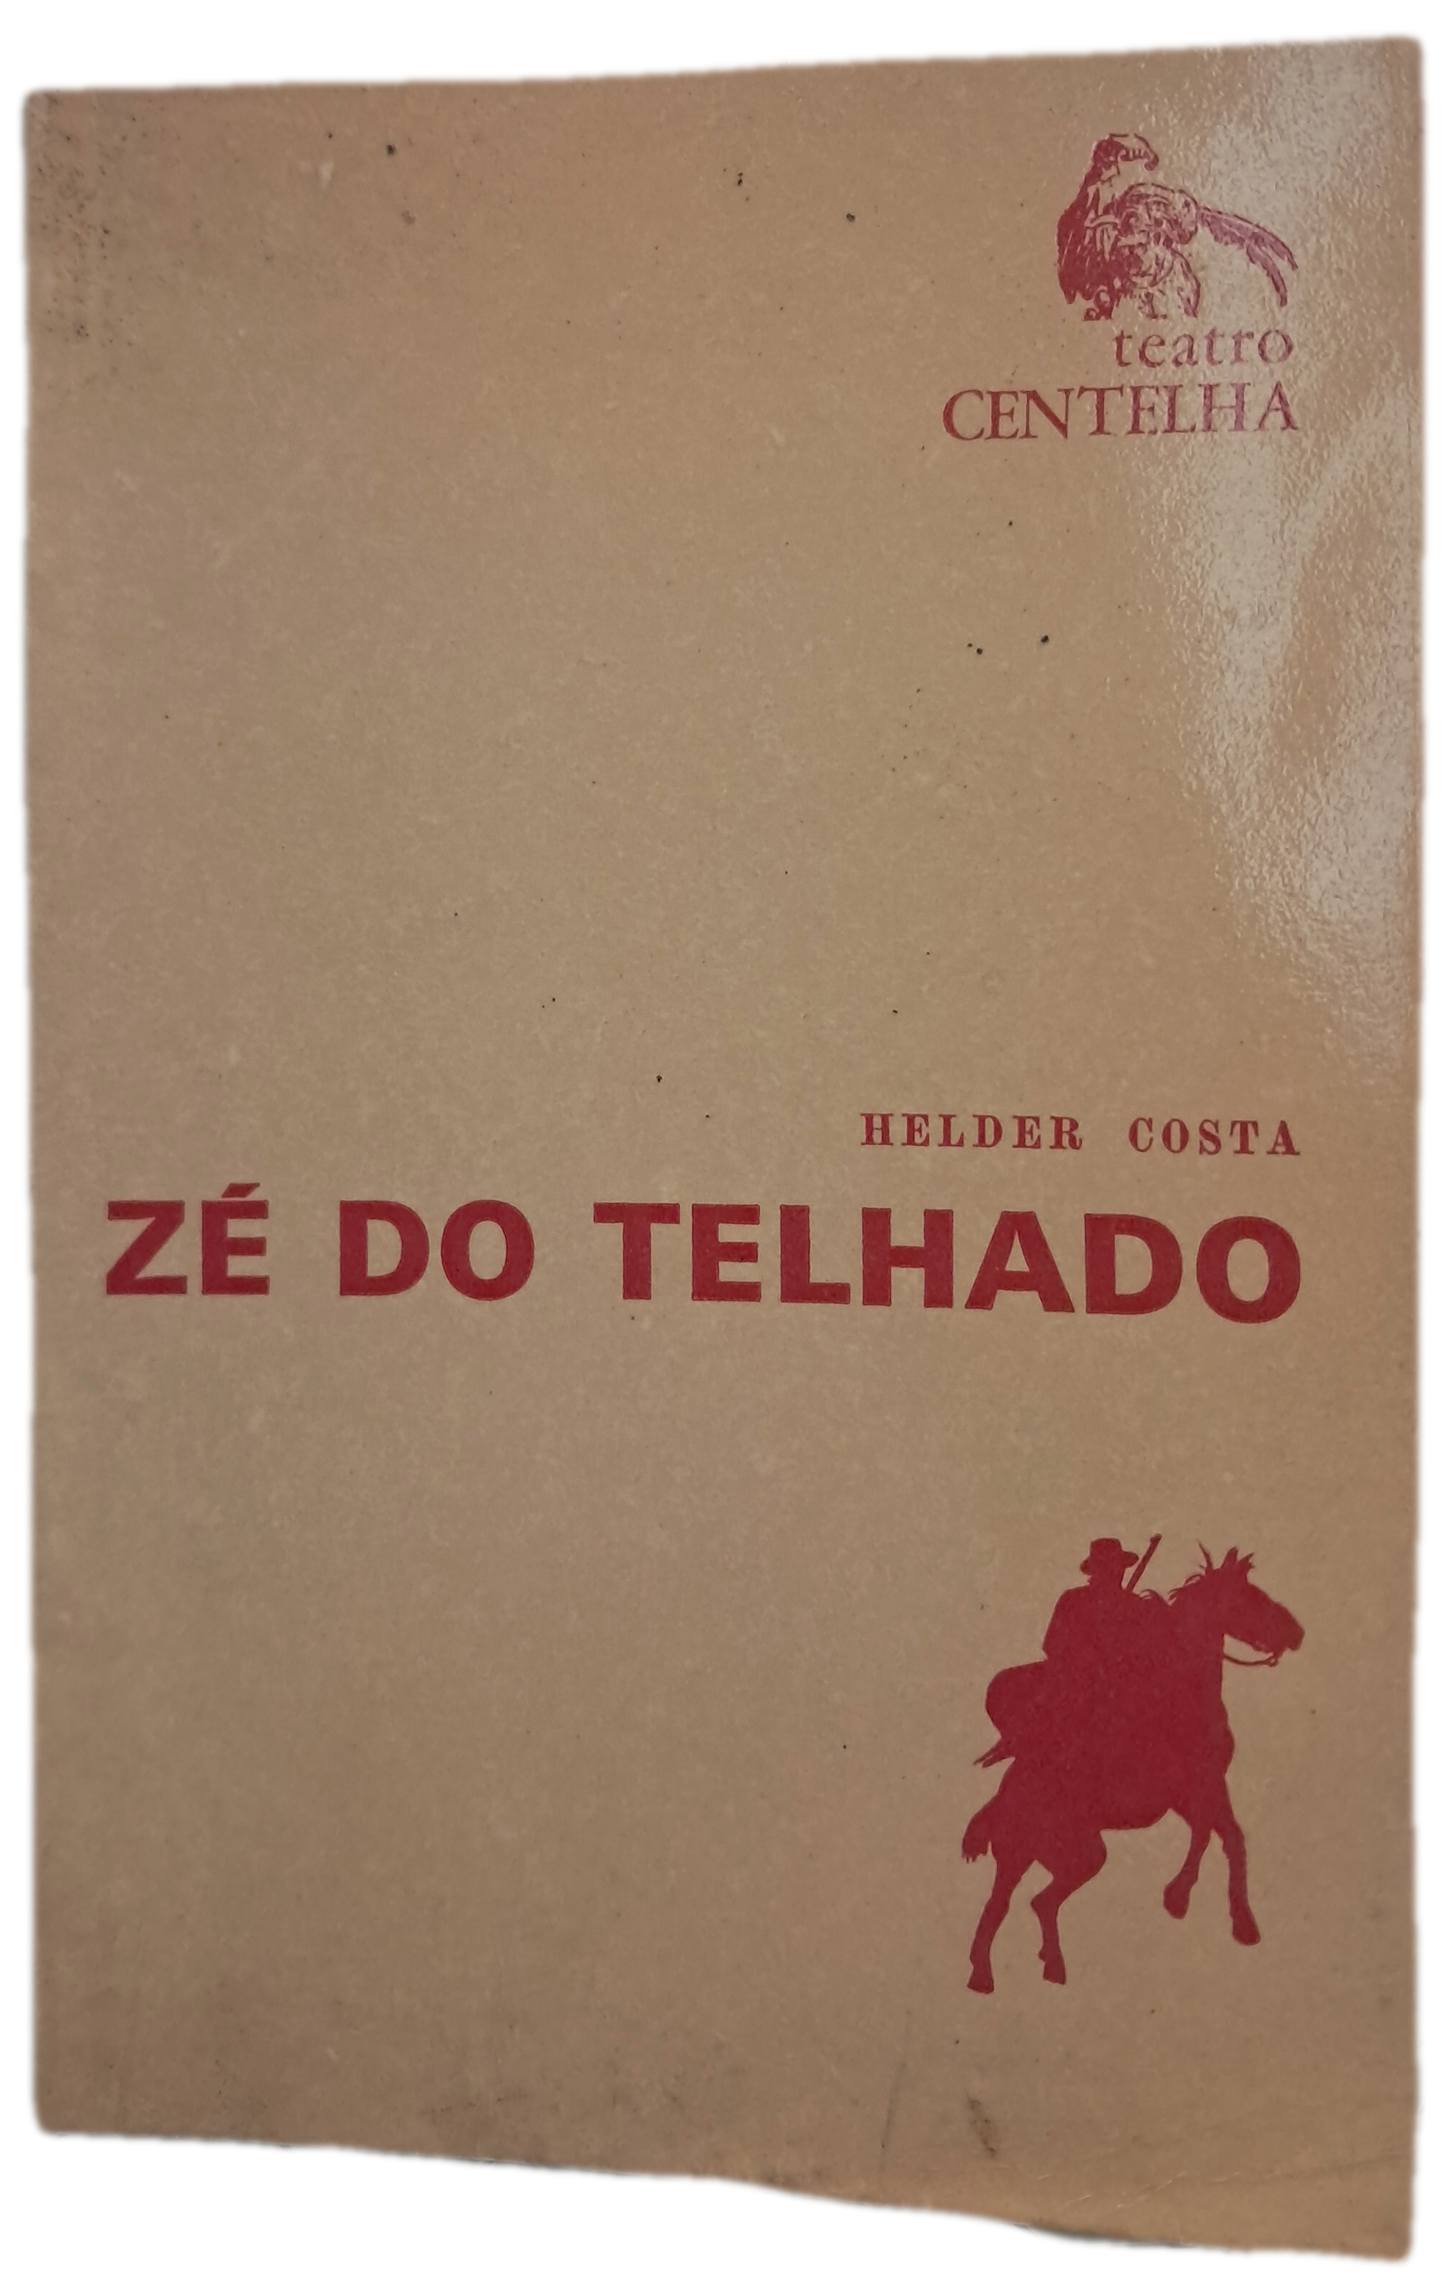 teatro
CENTELHA
HELDER COSTA
ZÉ DO TELHADO